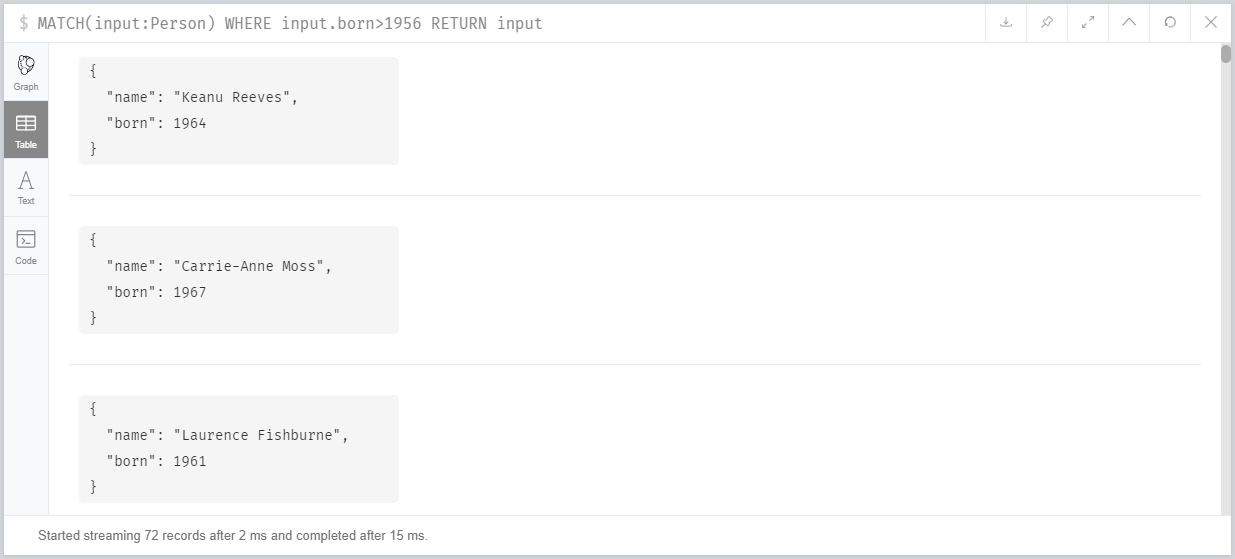 $ MATCH(input:Person) WHERE input.born>1956 RETURN input
Graph
Table
Text
Code
{
"name": "Keanu Reeves",
"born": 1964
}
{
"name": "Carrie-Anne Moss",
"born": 1967
}
{
"name": "Laurence Fishburne",
"born": 1961
}
Started streaming 72 records after 2 ms and completed after 15 ms.